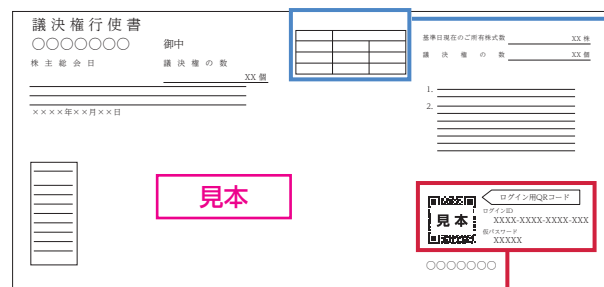 議決権行使書
○○○○○○○ 御中
株主総会日 議決権の数
XX 個
××××年××月××日
見本
基準日現在のご所有株式数 XX 株
議決権の数 XX 個
1.
2.
ログイン用QRコード
見本
ログインID
XXXX-XXXX-XXXX-XXX
仮パスワード
XXXXX
○○○○○○○